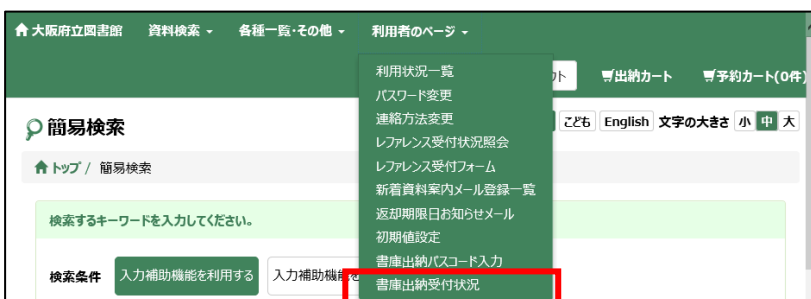 大阪府立図書館 資料検索 各種一覧・その他 利用者のページ
ト 出納カート 予約カート(0件)
利用状況一覧
パスワード変更
連絡方法変更
レファレンス受付状況照会
レファレンス受付フォーム
新着資料案内メール登録一覧
返却期限日お知らせメール
初期値設定
書庫出納パスコード入力
書庫出納受付状況
簡易検索
こども English 文字の大きさ 小 中 大
トップ / 簡易検索
検索するキーワードを入力してください。
検索条件 入力補助機能を利用する 入力補助機能を